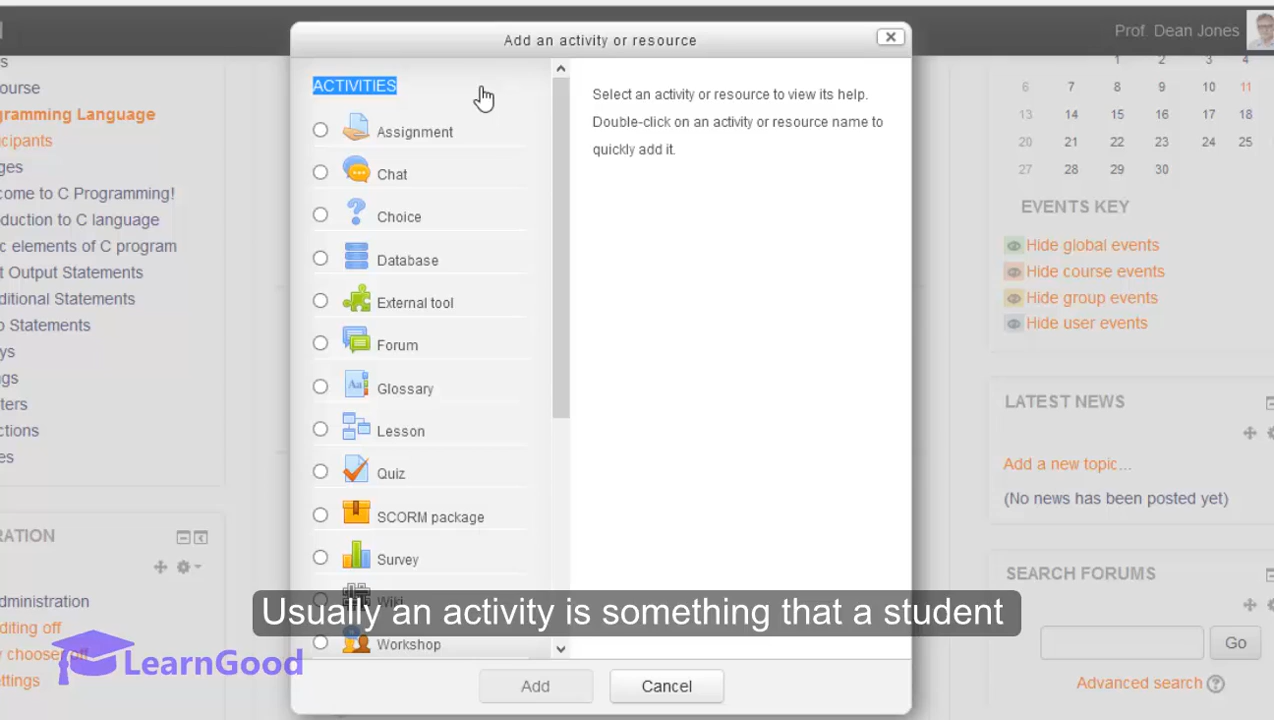 Prof. Dean Jones
Add an activity or resource
s
ourse
gramming Language
cipants
ges
come to C Programming!
duction to C language
c elements of C program
t Output Statements
ditional Statements
o Statements
ys
ngs
ters
ctions
es
RATION
dministration
diting off
y chooser off
ettings
ACTIVITIES
Assignment
Chat
Choice
Database
External tool
Forum
Glossary
Lesson
Quiz
SCORM package
Survey
Wiki
Workshop
Select an activity or resource to view its help.
Double-click on an activity or resource name to
quickly add it.
Add
Cancel
1 2 3 4
6 7 8 9 10 11
13 14 15 16 17 18
20 21 22 23 24 25
27 28 29 30
EVENTS KEY
Hide global events
Hide course events
Hide group events
Hide user events
LATEST NEWS
Add a new topic...
(No news has been posted yet)
SEARCH FORUMS
Go
Advanced search ?
Usually an activity is something that a student
LearnGood